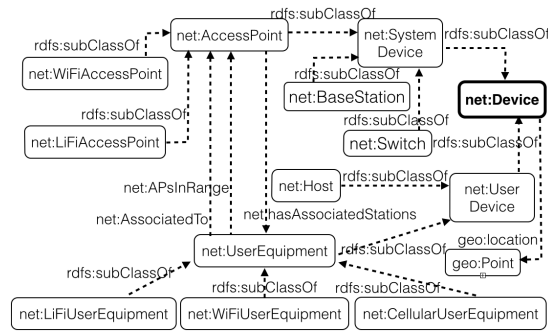 net:AccessPoint
net:System
Device
rdfs:subClassOf
rdfs:subClassOf
rdfs:subClassOf
net:WiFiAccessPoint
rdfs:subClassOf
net:BaseStation
net:Device
rdfs:subClassOf
rdfs:subClassOf
net:LiFiAccessPoint
net:Switch
rdfs:subClassOf
rdfs:subClassOf
net:APsInRange
net:Host
net:User
Device
net:AssociatedTo
net:hasAssociatedStations
geo:location
net:UserEquipment
rdfs:subClassOf
geo:Point
rdfs:subClassOf
rdfs:subClassOf
rdfs:subClassOf
net:LiFiUserEquipment
net:WiFiUserEquipment
net:CellularUserEquipment